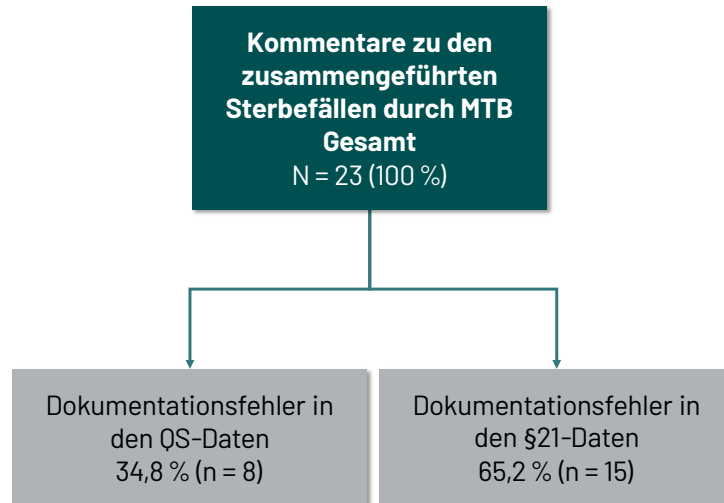 Kommentare zu den
zusammengeführten
Sterbefällen durch MTB
Gesamt
N = 23 (100 %)
Dokumentationsfehler in
den QS-Daten
34,8 % (n = 8)
Dokumentationsfehler in
den §21-Daten
65,2 % (n = 15)